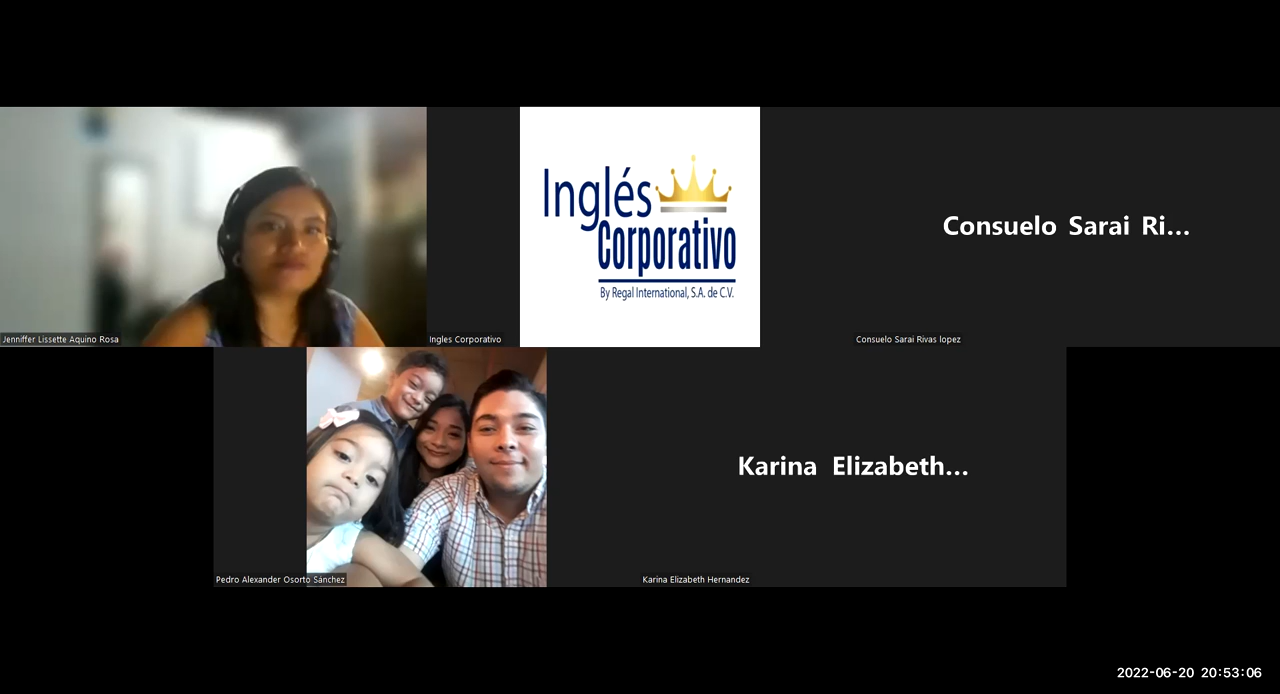 Inglés
Corporativo
By Regal International, S.A. de C.V.
Consuelo Sarai Ri...
Jenniffer Lissette Aquino Rosa
Ingles Corporativo
Consuelo Sarai Rivas lopez
Karina Elizabeth...
Pedro Alexander Osorto Sánchez
Karina Elizabeth Hernandez
2022-06-20 20:53:06